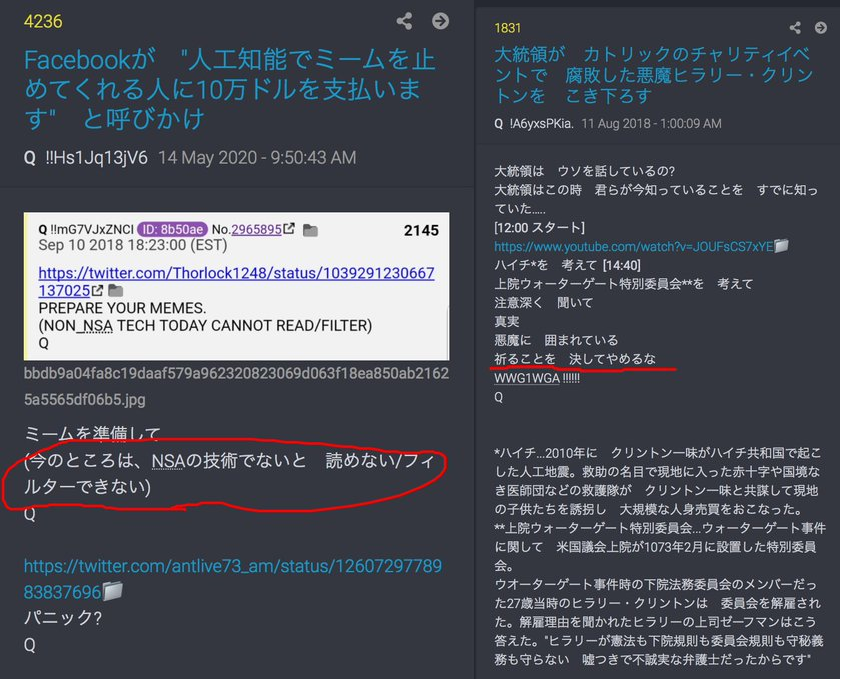 4236
Facebookが　"人工知能でミームを止
めてくれる人に10万ドルを支払いま
す"　と呼びかけ
Q !!Hs1Jq13jV6 14 May 2020 - 9:50:43 AM
Q !!mG7VJxZNCI ID: 8b50ae No.2965895 2145
Sep 10 2018 18:23:00 (EST)
https://twitter.com/Thorlock1248/status/1039291230667
137025
PREPARE YOUR MEMES.
(NON_NSA TECH TODAY CANNOT READ/FILTER)
Q
bbdb9a04fa8c19daaf579a962320823069d063f18ea850ab2162
5a5565df06b5.jpg
ミームを準備して
(今のところは、NSAの技術でないと　読めない/フィ
ルターできない)
Q
https://twitter.com/antlive73_am/status/12607297789
83837696
パニック?
Q
1831
大統領が　カトリックのチャリティイベ
ントで　腐敗した悪魔ヒラリー・クリン
トンを　こき下ろす
Q !A6yxsPKia. 11 Aug 2018 - 1:00:09 AM
大統領は　ウソを話しているの?
大統領はこの時　君らが今知っていることを　すでに知っ
ていた.....
[12:00 スタート]
https://www.youtube.com/watch?v=JOUFsCS7xYE
ハイチ*を　考えて [14:40]
上院ウォーターゲート特別委員会**を　考えて
注意深く　聞いて
真実
悪魔に　囲まれている
祈ることを　決してやめるな
WWG1WGA !!!!!!
Q
*ハイチ...2010年に　クリントン一味がハイチ共和国で起こ
した人工地震。救助の名目で現地に入った赤十字や国境な
き医師団などの救護隊が　クリントン一味と共謀して現地
の子供たちを誘拐し　大規模な人身売買をおこなった。
**上院ウォーターゲート特別委員会...ウォーターゲート事件
に関して　米国議会上院が1073年2月に設置した特別委員
会。
ウオーターゲート事件時の下院法務委員会のメンバーだっ
た27歳当時のヒラリー・クリントンは　委員会を解雇され
た。解雇理由を聞かれたヒラリーの上司ゼーフマンはこう
答えた。"ヒラリーが憲法も下院規則も委員会規則も守秘義
務も守らない　嘘つきで不誠実な弁護士だったからです"